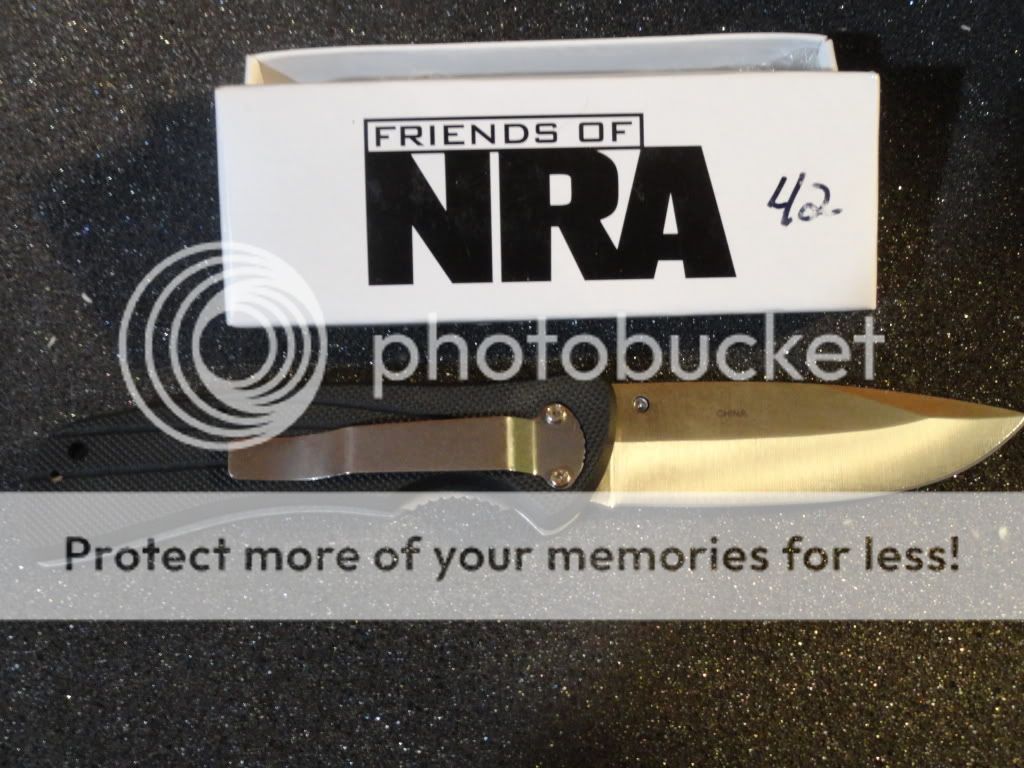 FRIENDS OF
NRA
42
photobucket
CHINA
Protect more of your memories for less!